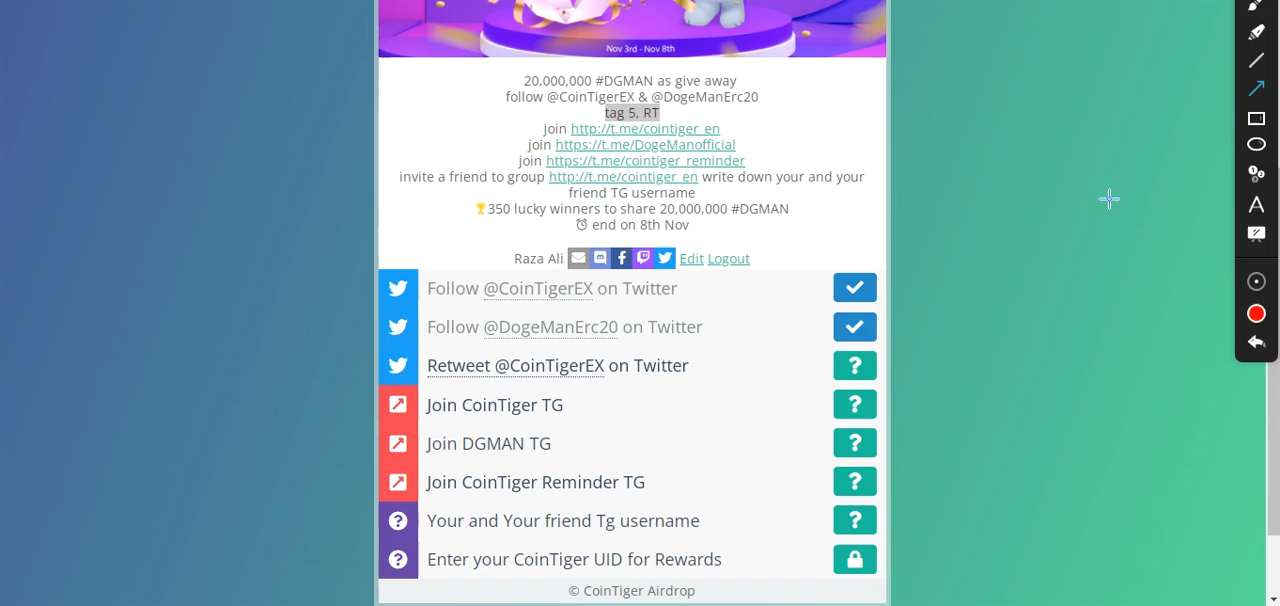 Nov 3rd - Nov 8th
20,000,000 #DGMAN as give away
follow @CoinTigerEX & @DogeManErc20
tag 5, RT
join http://t.me/cointiger_en
join https://t.me/DogeManofficial
join https://t.me/cointiger_reminder
invite a friend to group http://t.me/cointiger_en write down your and your
friend TG username
🏆350 lucky winners to share 20,000,000 #DGMAN
⏰ end on 8th Nov
Raza Ali Edit Logout
Follow @CoinTigerEX on Twitter
Follow @DogeManErc20 on Twitter
Retweet @CoinTigerEX on Twitter
Join CoinTiger TG
Join DGMAN TG
Join CoinTiger Reminder TG
Your and Your friend Tg username
Enter your CoinTiger UID for Rewards
© CoinTiger Airdrop